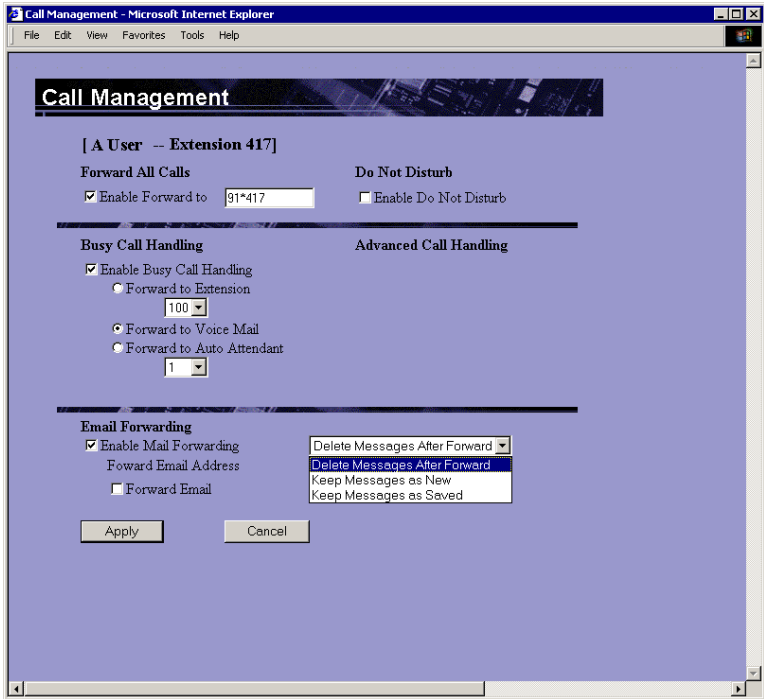 Call Management - Microsoft Internet Explorer
File Edit View Favorites Tools Help
Call Management
[ A User -- Extension 417]
Forward All Calls
Do Not Disturb
Enable Forward to 91*417
Enable Do Not Disturb
Busy Call Handling
Advanced Call Handling
Enable Busy Call Handling
Forward to Extension
100
Forward to Voice Mail
Forward to Auto Attendant
1
Email Forwarding
Enable Mail Forwarding
Delete Messages After Forward
Foward Email Address
Delete Messages After Forward
Keep Messages as New
Forward Email
Keep Messages as Saved
Apply Cancel